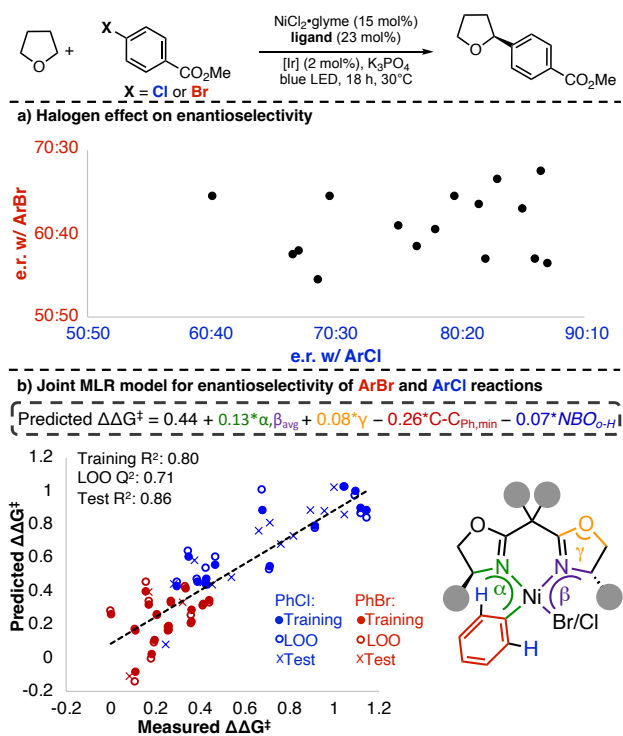 O
+
X
CO₂Me
X = Cl or Br
NiCl₂•glyme (15 mol%)
ligand (23 mol%)
[Ir] (2 mol%), K₃PO₄
blue LED, 18 h, 30°C
O
CO₂Me
a) Halogen effect on enantioselectivity
e.r. w/ ArBr
70:30
60:40
50:50
50:50 60:40 70:30 80:20 90:10
e.r. w/ ArCl
b) Joint MLR model for enantioselectivity of ArBr and ArCl reactions
Predicted ΔΔG‡ = 0.44 + 0.13*α,β_avg + 0.08*γ − 0.26*C-C_Ph,min − 0.07*NBO_o-H
Training R²: 0.80
LOO Q²: 0.71
Test R²: 0.86
Predicted ΔΔG‡
1.2
1
0.8
0.6
0.4
0.2
0
-0.2
-0.2 0 0.2 0.4 0.6 0.8 1 1.2
Measured ΔΔG‡
PhCl: PhBr:
Training Training
LOO LOO
×Test ×Test
O O
γ
N N
α Ni β
H Br/Cl
H